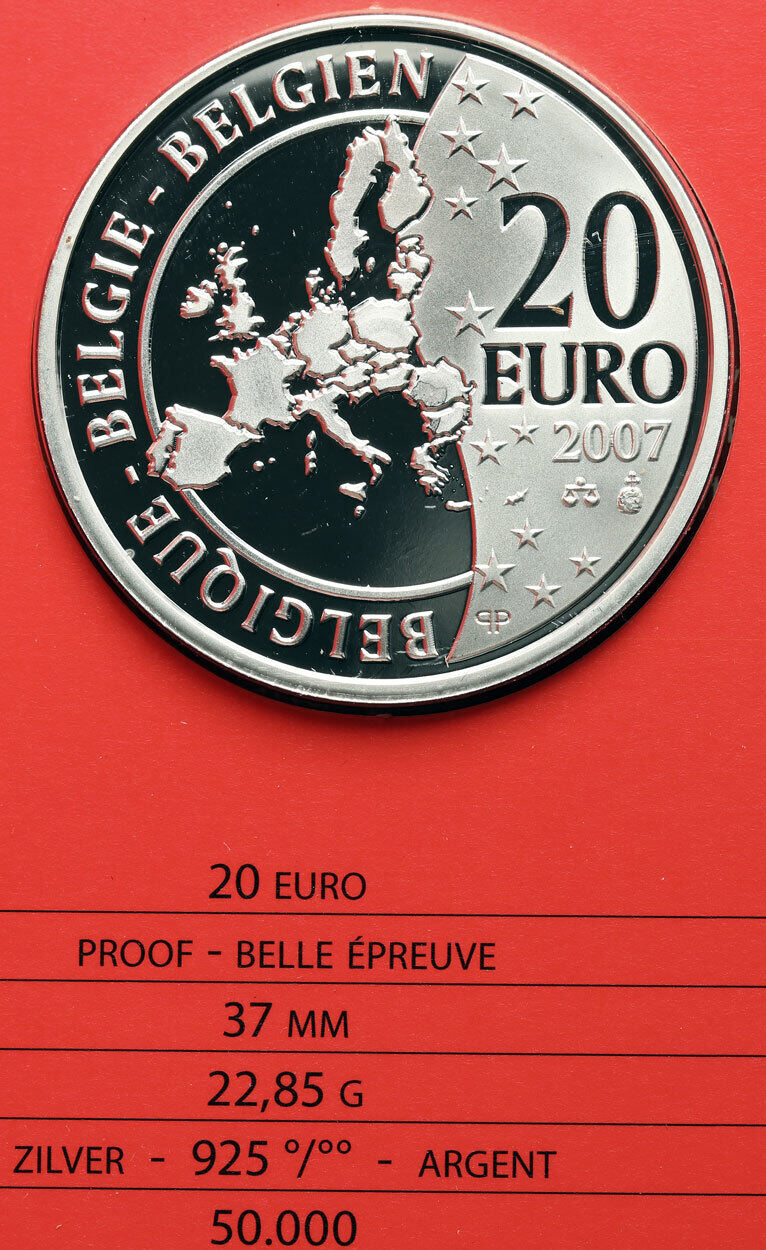 BELGIQUE - BELGIE - BELGIEN
20
EURO
2007
PP
20 EURO
PROOF - BELLE ÉPREUVE
37 MM
22,85 G
ZILVER - 925 °/°° - ARGENT
50.000